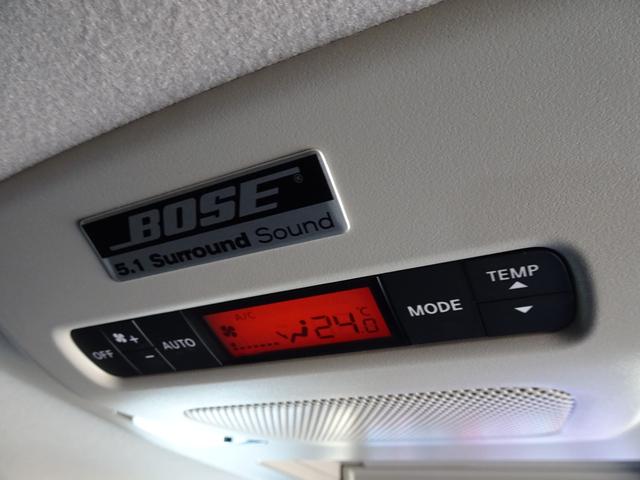 BOSE®
5.1 Surround Sound
OFF
+
-
AUTO
A/C
24.0
°C
MODE
TEMP